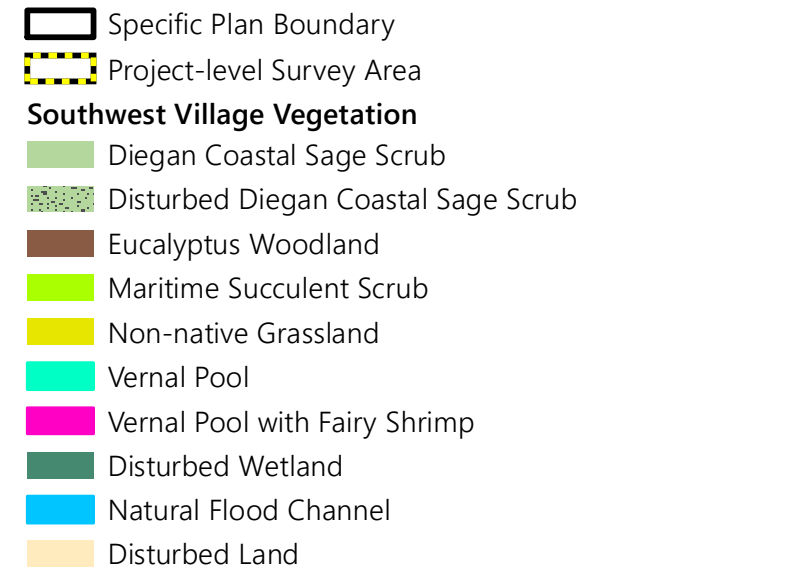 Specific Plan Boundary
Project-level Survey Area
Southwest Village Vegetation
Diegan Coastal Sage Scrub
Disturbed Diegan Coastal Sage Scrub
Eucalyptus Woodland
Maritime Succulent Scrub
Non-native Grassland
Vernal Pool
Vernal Pool with Fairy Shrimp
Disturbed Wetland
Natural Flood Channel
Disturbed Land